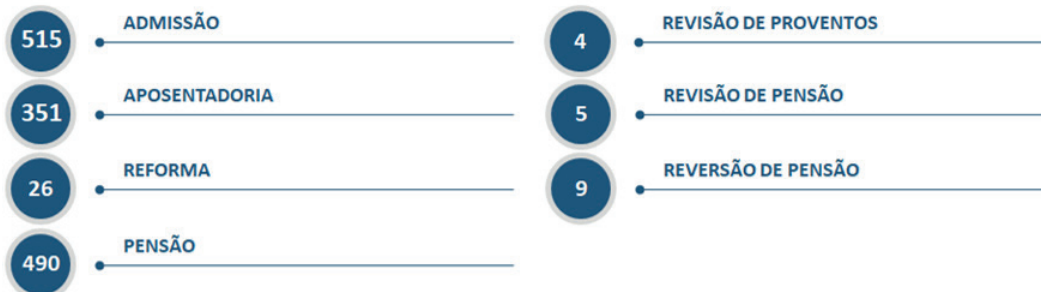 515 ADMISSÃO
351 APOSENTADORIA
26 REFORMA
490 PENSÃO
4 REVISÃO DE PROVENTOS
5 REVISÃO DE PENSÃO
9 REVERSÃO DE PENSÃO